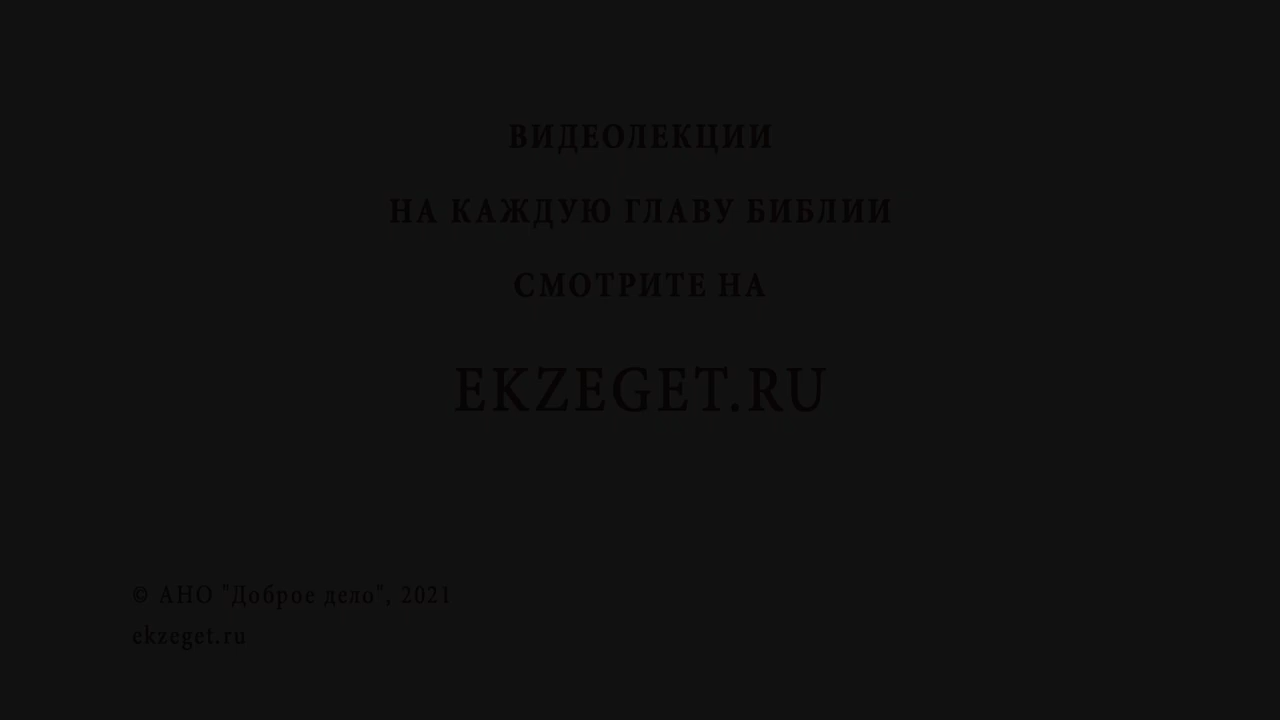 ВИДЕОЛЕКЦИИ
НА КАЖДУЮ ГЛАВУ БИБЛИИ
СМОТРИТЕ НА
EKZEGET.RU
© АНО "Доброе дело", 2021
ekzeget.ru